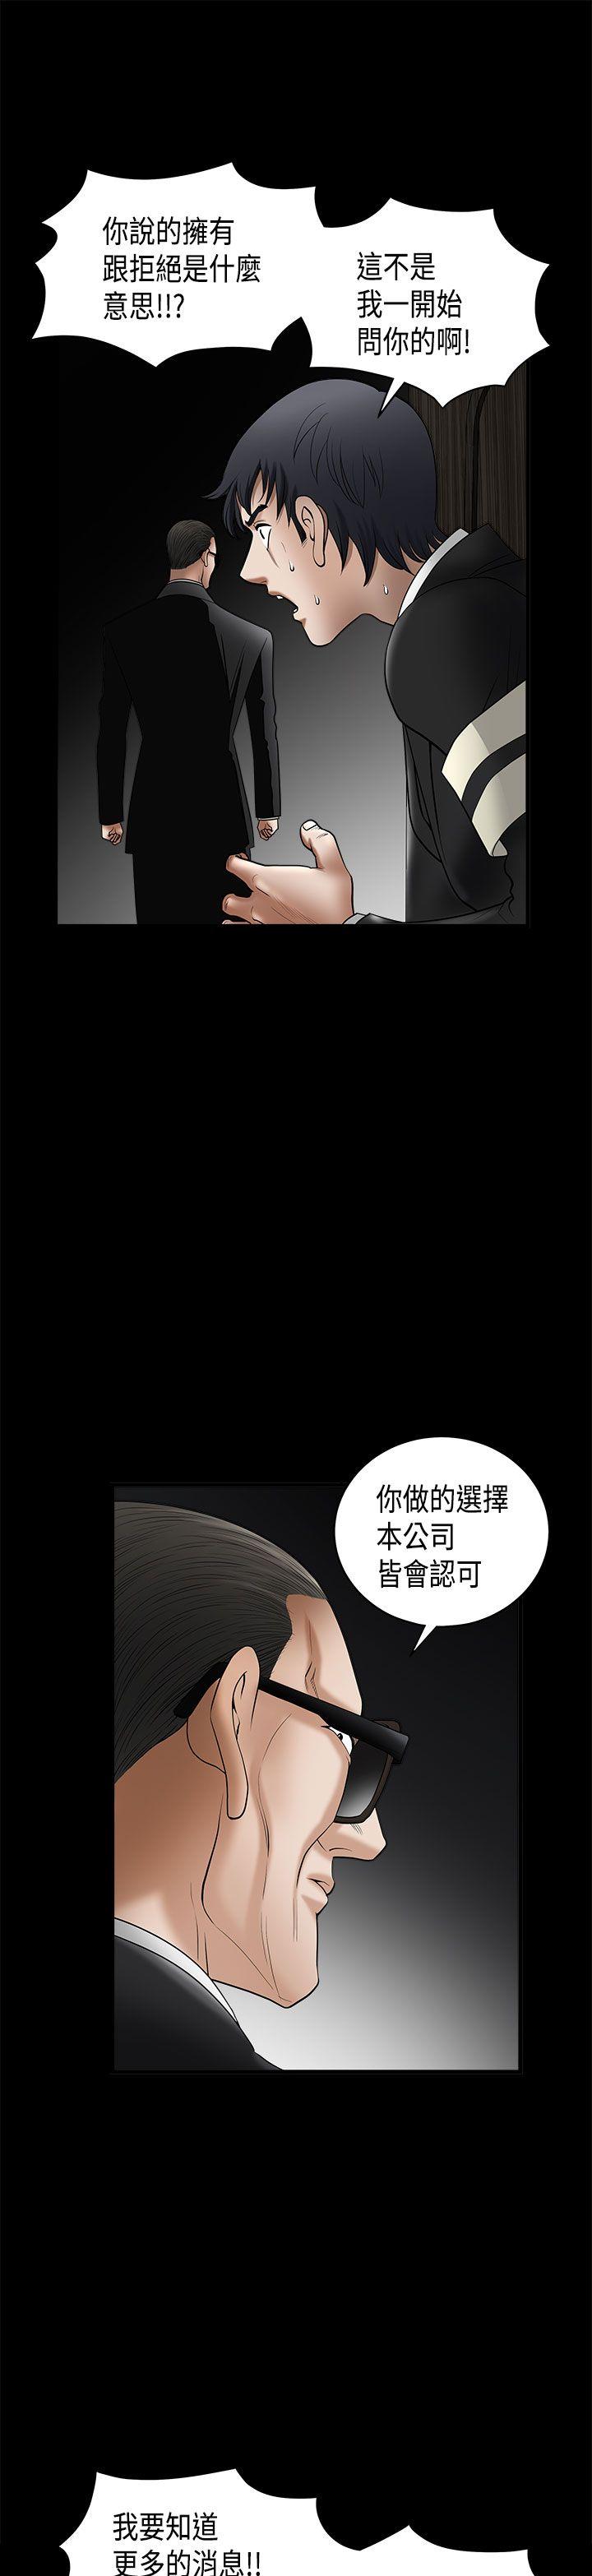 你說的擁有
跟拒絕是什麼
意思!!?
這不是
我一開始
問你的啊!
你做的選擇
本公司
皆會認可
我要知道
更多的消息!!